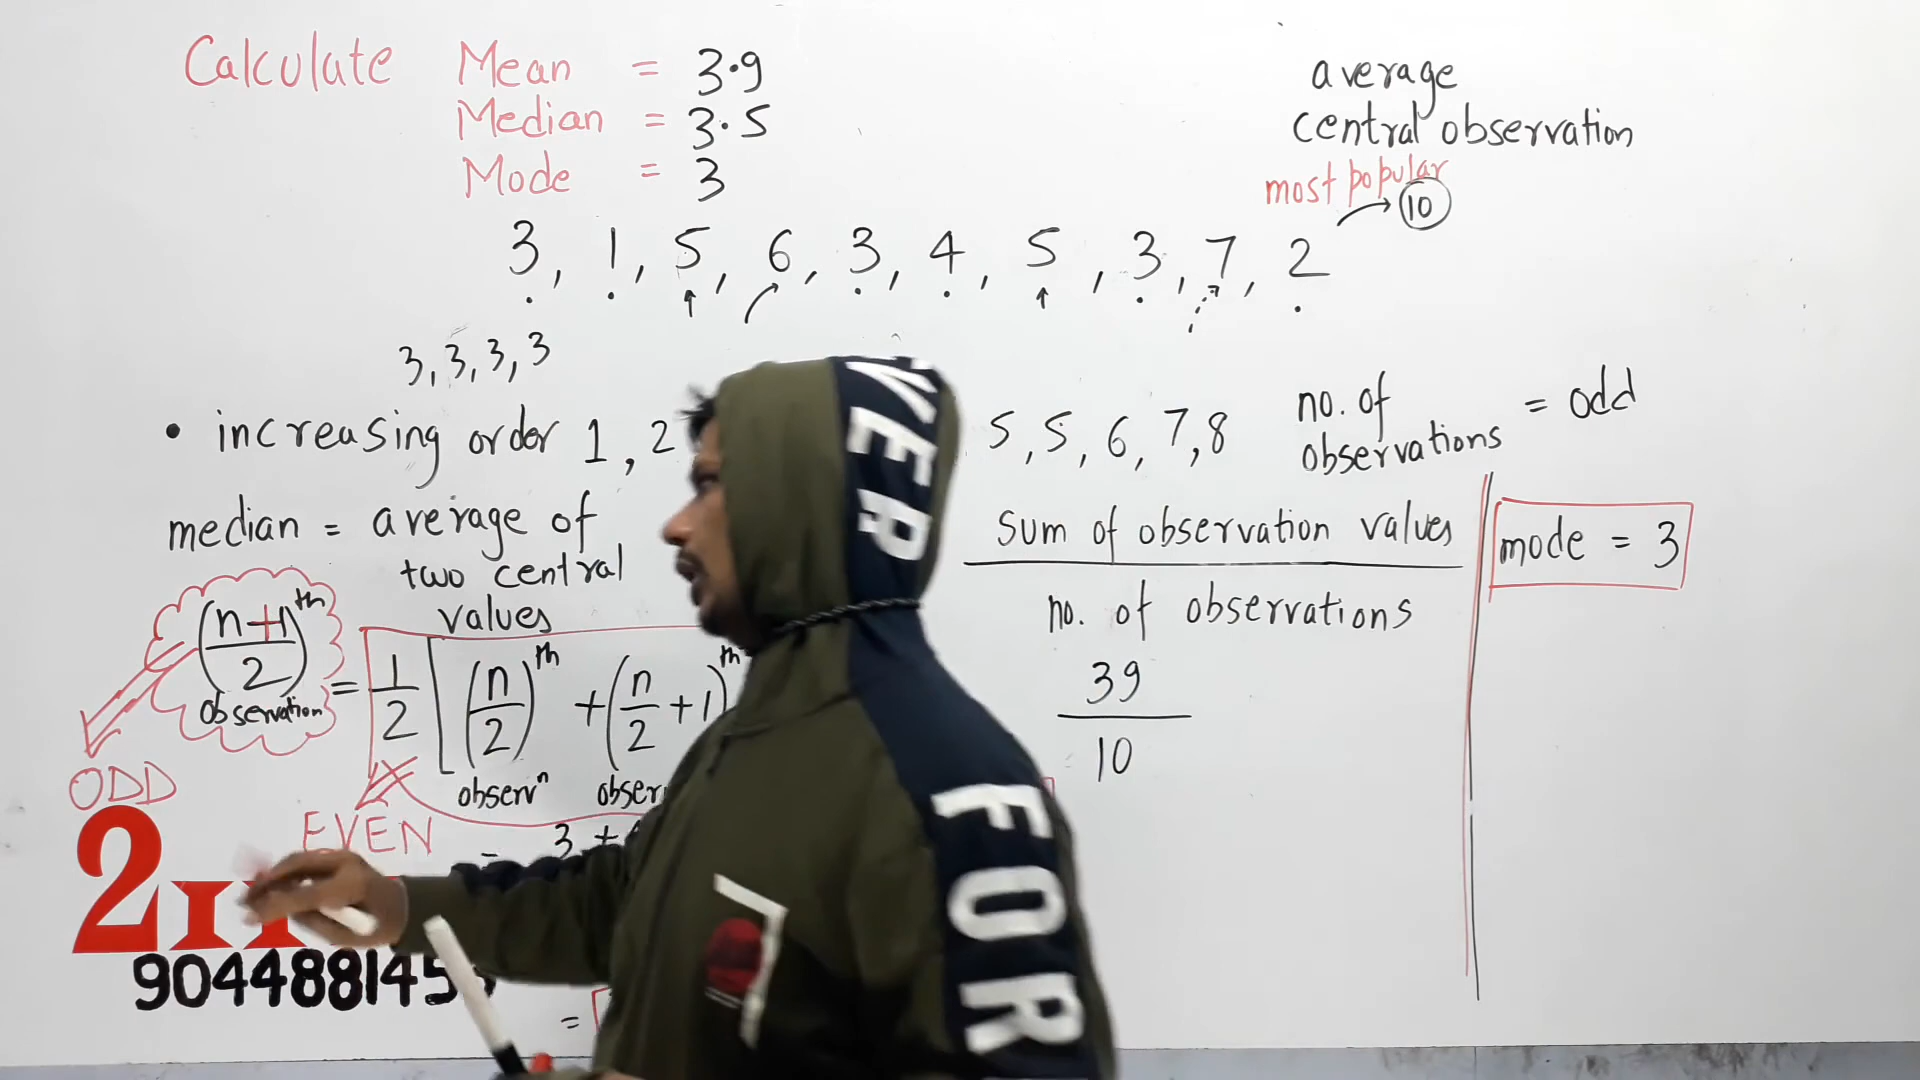 Calculate Mean = 3.9
Median = 3.5
Mode = 3
average
central observation
most popular
10
3, 1, 5, 6, 3, 4, 5, 3, 7, 2
3, 3, 3, 3
• increasing order 1, 2
5, 5, 6, 7, 8
no. of
observations = odd
median = average of
two central
values
(n+1/2)th
observation
= 1/2 [(n/2)th + (n/2 + 1)th
observn
ODD
EVEN
3 +
=
sum of observation values
no. of observations
39
10
mode = 3
VER
FOR
2
904488145